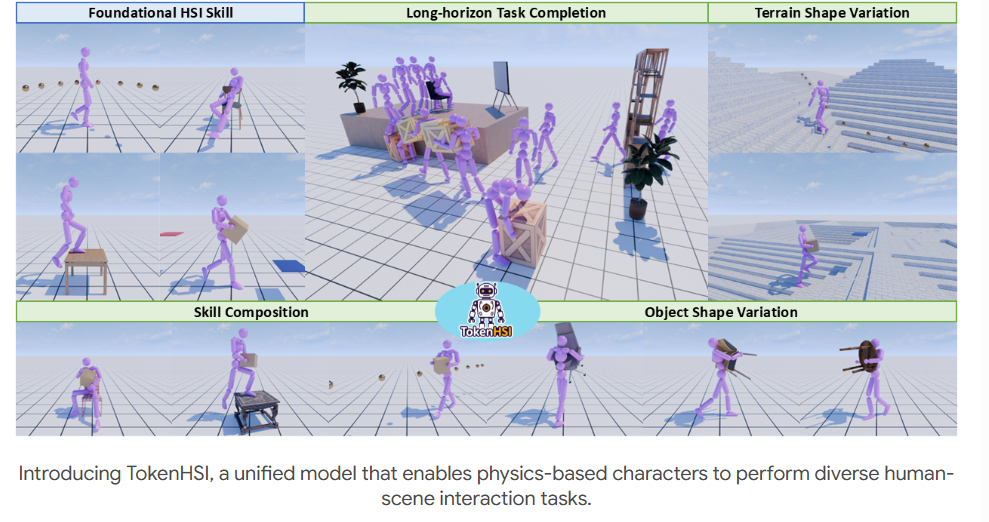 Foundational HSI Skill
Long-horizon Task Completion
Terrain Shape Variation
Skill Composition
TokenHSI
Object Shape Variation
Introducing TokenHSI, a unified model that enables physics-based characters to perform diverse human-
scene interaction tasks.